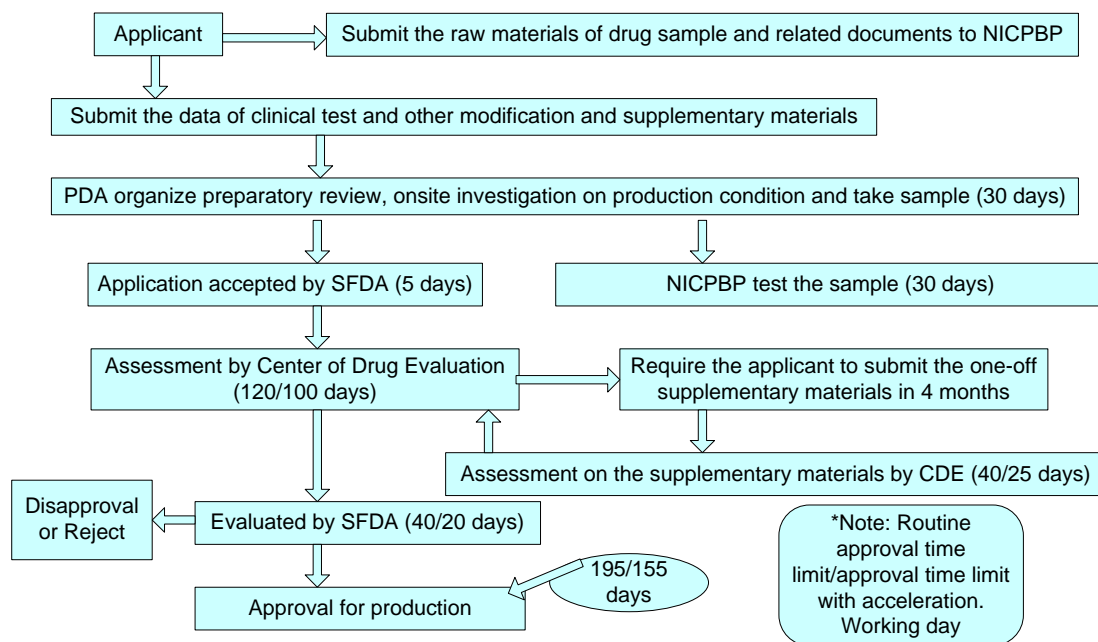 Applicant
Submit the raw materials of drug sample and related documents to NICPBP
Submit the data of clinical test and other modification and supplementary materials
PDA organize preparatory review, onsite investigation on production condition and take sample (30 days)
Application accepted by SFDA (5 days)
NICPBP test the sample (30 days)
Assessment by Center of Drug Evaluation
(120/100 days)
Require the applicant to submit the one-off
supplementary materials in 4 months
Assessment on the supplementary materials by CDE (40/25 days)
Disapproval
or Reject
Evaluated by SFDA (40/20 days)
*Note: Routine
approval time
limit/approval time limit
with acceleration.
Working day
195/155
days
Approval for production